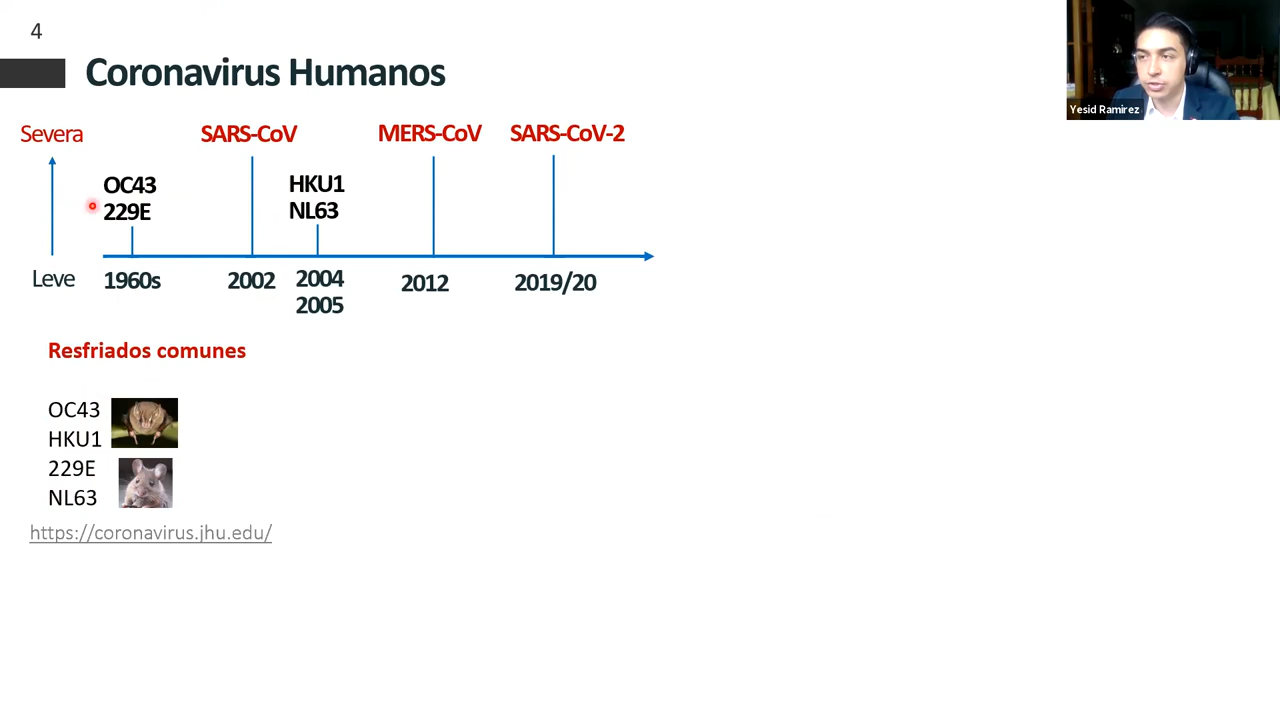 4
Coronavirus Humanos
Yesid Ramirez
Severa
SARS-CoV
MERS-CoV
SARS-CoV-2
OC43
229E
HKU1
NL63
Leve
1960s
2002
2004
2005
2012
2019/20
Resfriados comunes
OC43
HKU1
229E
NL63
https://coronavirus.jhu.edu/